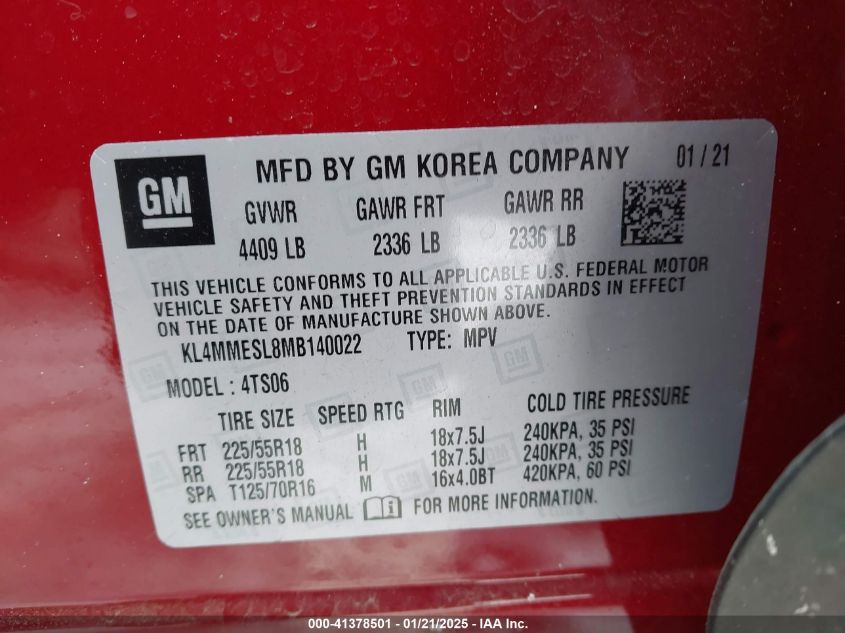 GM
MFD BY GM KOREA COMPANY 01 / 21
GVWR GAWR FRT GAWR RR
4409 LB 2336 LB 2336 LB
THIS VEHICLE CONFORMS TO ALL APPLICABLE U.S. FEDERAL MOTOR
VEHICLE SAFETY AND THEFT PREVENTION STANDARDS IN EFFECT
ON THE DATE OF MANUFACTURE SHOWN ABOVE.
KL4MMESL8MB140022 TYPE: MPV
MODEL : 4TS06
TIRE SIZE SPEED RTG RIM COLD TIRE PRESSURE
FRT 225/55R18 H 18x7.5J 240KPA, 35 PSI
RR 225/55R18 H 18x7.5J 240KPA, 35 PSI
SPA T125/70R16 M 16x4.0BT 420KPA, 60 PSI
SEE OWNER'S MANUAL i FOR MORE INFORMATION.
000-41378501 - 01/21/2025 - IAA Inc.